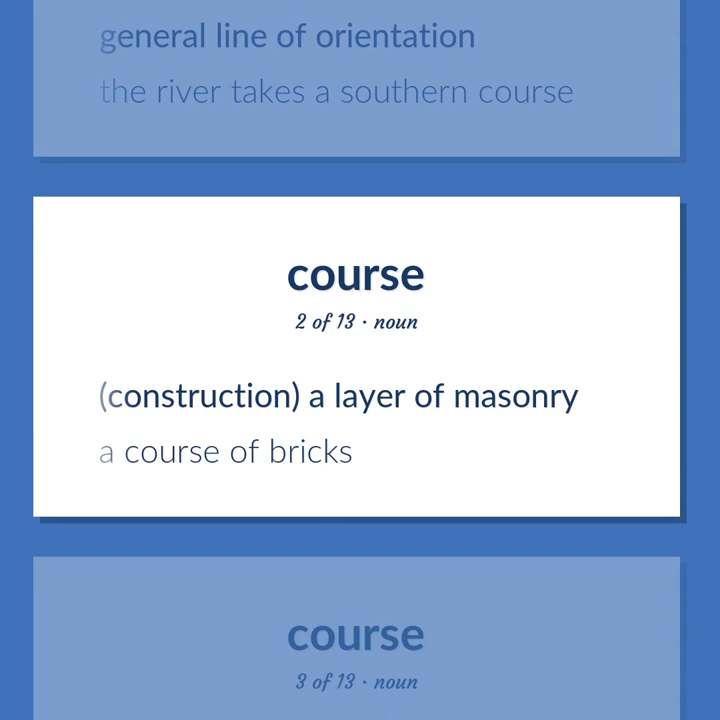 general line of orientation
the river takes a southern course
course
2 of 13 · noun
(construction) a layer of masonry
a course of bricks
course
3 of 13 · noun